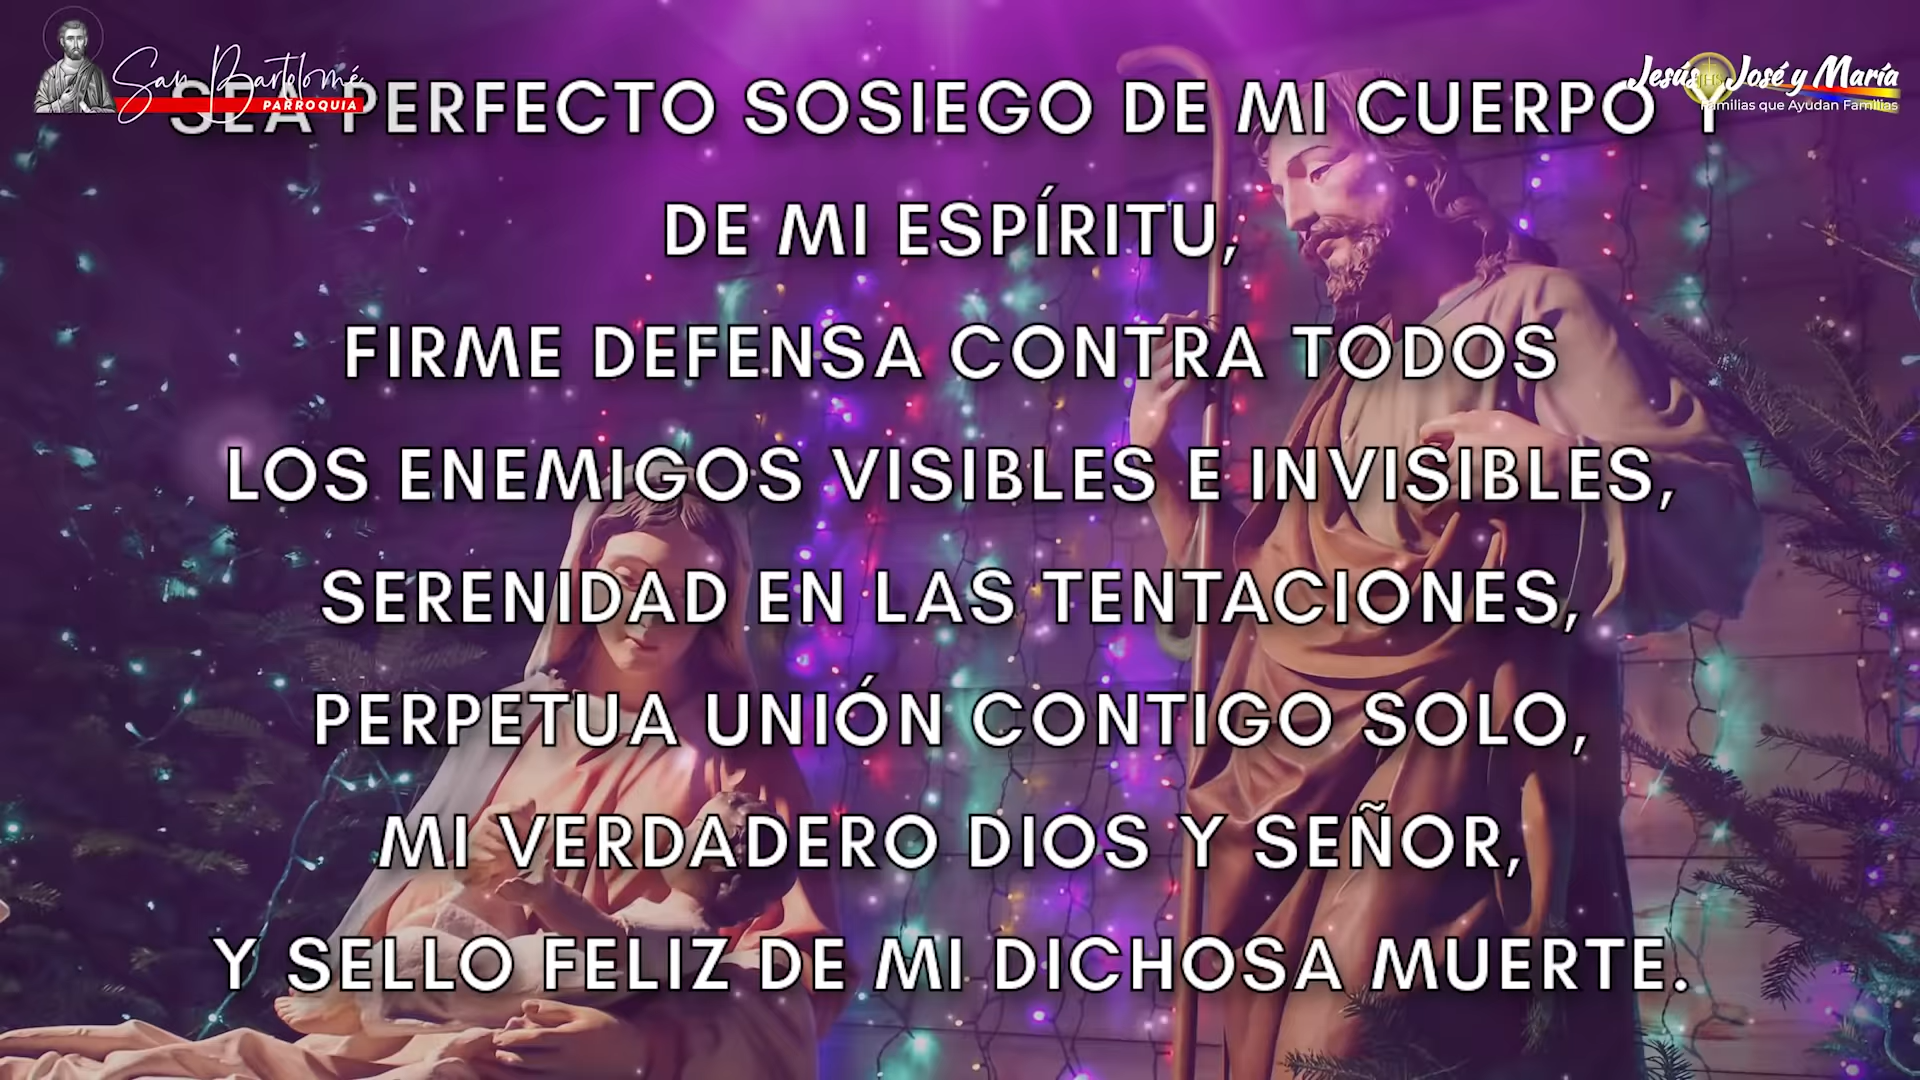 San Bartolomé
PARROQUIA
Jesús José y María
Familias que Ayudan Familias
SEA PERFECTO SOSIEGO DE MI CUERPO Y
DE MI ESPÍRITU,
FIRME DEFENSA CONTRA TODOS
LOS ENEMIGOS VISIBLES E INVISIBLES,
SERENIDAD EN LAS TENTACIONES,
PERPETUA UNIÓN CONTIGO SOLO,
MI VERDADERO DIOS Y SEÑOR,
Y SELLO FELIZ DE MI DICHOSA MUERTE.